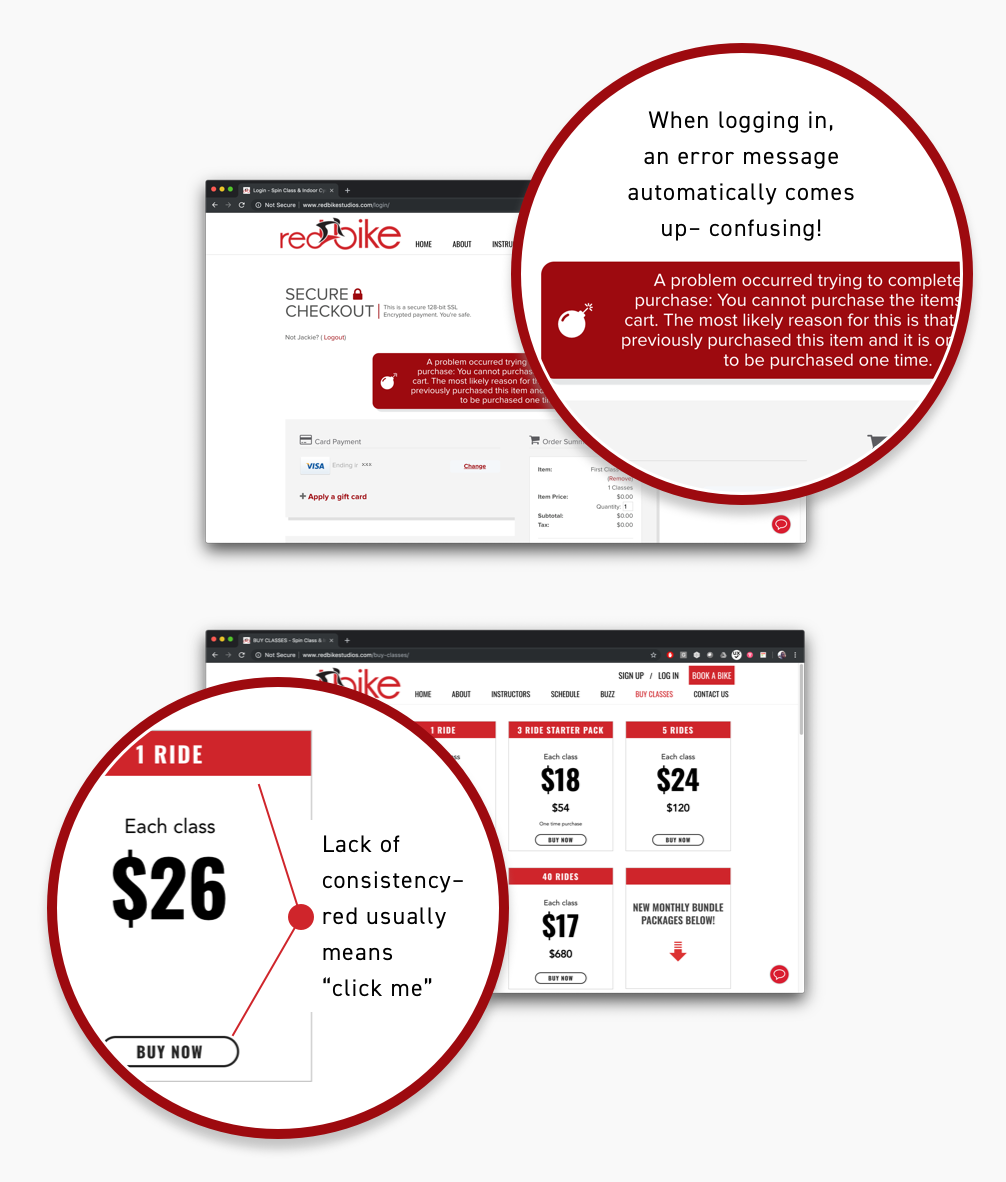 When logging in,
an error message
automatically comes
up– confusing!
Login - Spin Class & Indoor Cy
Not Secure | www.redbikestudios.com/login/
redbike
HOME ABOUT INSTRU
SECURE
CHECKOUT
This is a secure 128-bit SSL
Encrypted payment. You're safe.
Not Jackie? ( Logout)
A problem occurred trying
purchase: You cannot purchas
cart. The most likely reason for t
previously purchased this item and
to be purchased one ti
A problem occurred trying to complete
purchase: You cannot purchase the items
cart. The most likely reason for this is that
previously purchased this item and it is or
to be purchased one time.
Card Payment
VISA Ending in xxx Change
+ Apply a gift card
Order Summ
Item: First Class
(Remove)
1 Classes
Item Price: $0.00
Quantity: 1
Subtotal: $0.00
Tax: $0.00
BUY CLASSES - Spin Class &
Not Secure | www.redbikestudios.com/buy-classes/
bike
SIGN UP / LOG IN BOOK A BIKE
HOME ABOUT INSTRUCTORS SCHEDULE BUZZ BUY CLASSES CONTACT US
1 RIDE
3 RIDE STARTER PACK
Each class
$18
$54
One time purchase
BUY NOW
5 RIDES
Each class
$24
$120
BUY NOW
40 RIDES
Each class
$17
$680
BUY NOW
NEW MONTHLY BUNDLE
PACKAGES BELOW!
1 RIDE
Each class
$26
BUY NOW
Lack of
consistency–
red usually
means
“click me”